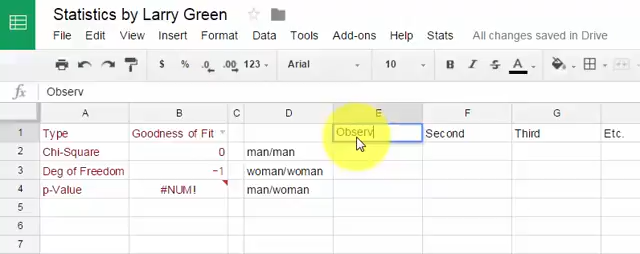 Statistics by Larry Green
File Edit View Insert Format Data Tools Add-ons Help Stats All changes saved in Drive
$ % .0 .00 123 Arial 10 B I S A
fx Observ
A B C D E F G H
1 Type Goodness of Fit Observ Second Third Etc.
2 Chi-Square 0 man/man
3 Deg of Freedom -1 woman/woman
4 p-Value #NUM! man/woman
5
6
7